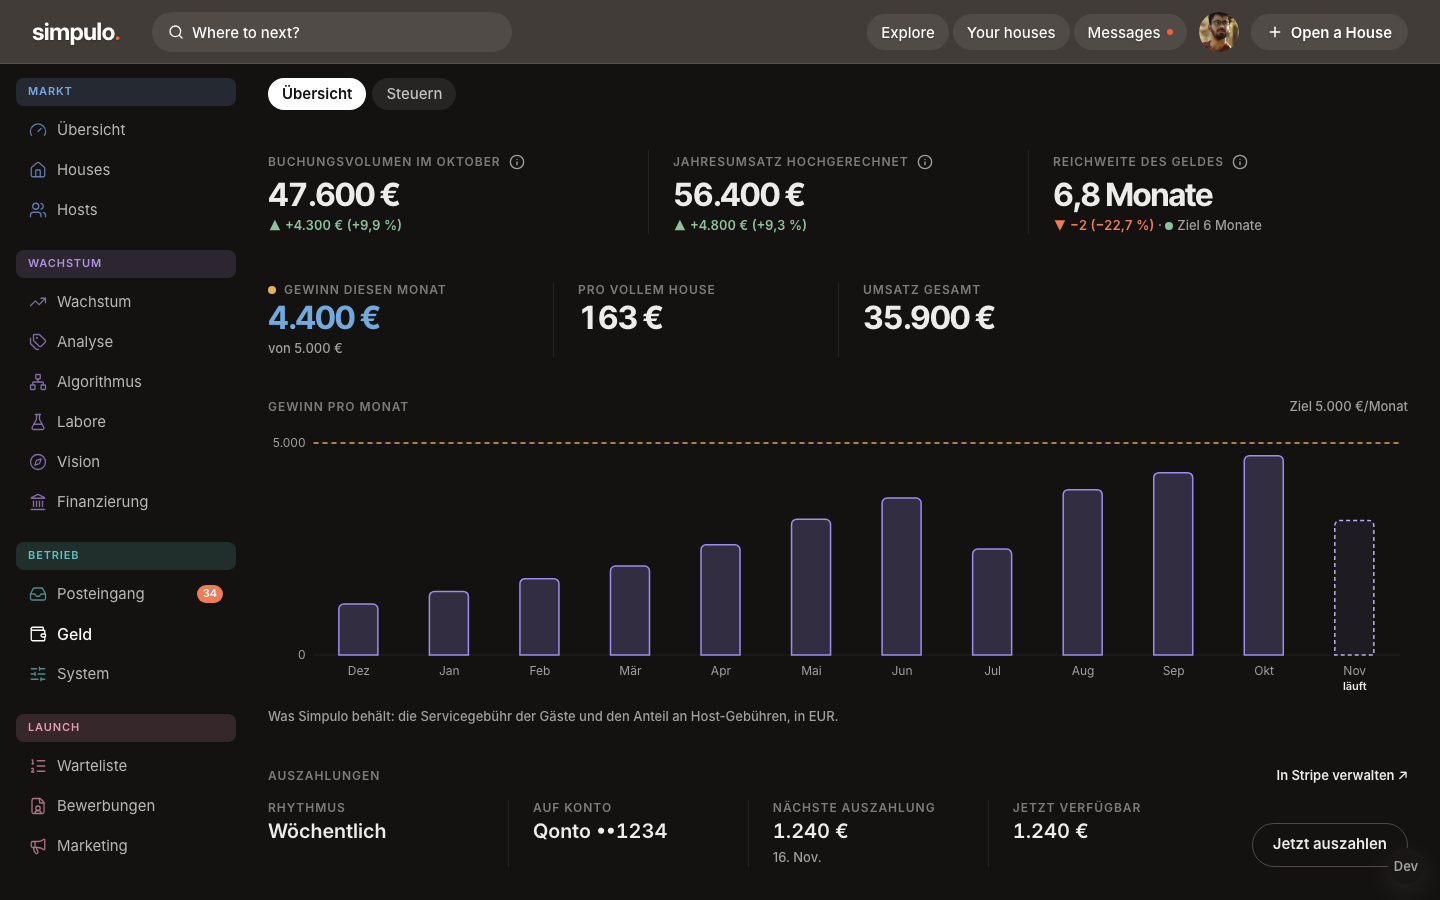 simpulo.
Where to next?
Explore
Your houses
Messages
Open a House
MARKT
Übersicht
Houses
Hosts
WACHSTUM
Wachstum
Analyse
Algorithmus
Labore
Vision
Finanzierung
BETRIEB
Posteingang 34
Geld
System
LAUNCH
Warteliste
Bewerbungen
Marketing
Übersicht Steuern
BUCHUNGSVOLUMEN IM OKTOBER
47.600 €
▲ +4.300 € (+9,9 %)
JAHRESUMSATZ HOCHGERECHNET
56.400 €
▲ +4.800 € (+9,3 %)
REICHWEITE DES GELDES
6,8 Monate
▼ −2 (−22,7 %) · ● Ziel 6 Monate
GEWINN DIESEN MONAT
4.400 €
von 5.000 €
PRO VOLLEM HOUSE
163 €
UMSATZ GESAMT
35.900 €
GEWINN PRO MONAT
Ziel 5.000 €/Monat
5.000
0
Dez Jan Feb Mär Apr Mai Jun Jul Aug Sep Okt Nov
läuft
Was Simpulo behält: die Servicegebühr der Gäste und den Anteil an Host-Gebühren, in EUR.
AUSZAHLUNGEN
In Stripe verwalten ↗
RHYTHMUS
Wöchentlich
AUF KONTO
Qonto ••1234
NÄCHSTE AUSZAHLUNG
1.240 €
16. Nov.
JETZT VERFÜGBAR
1.240 €
Jetzt auszahlen
Dev